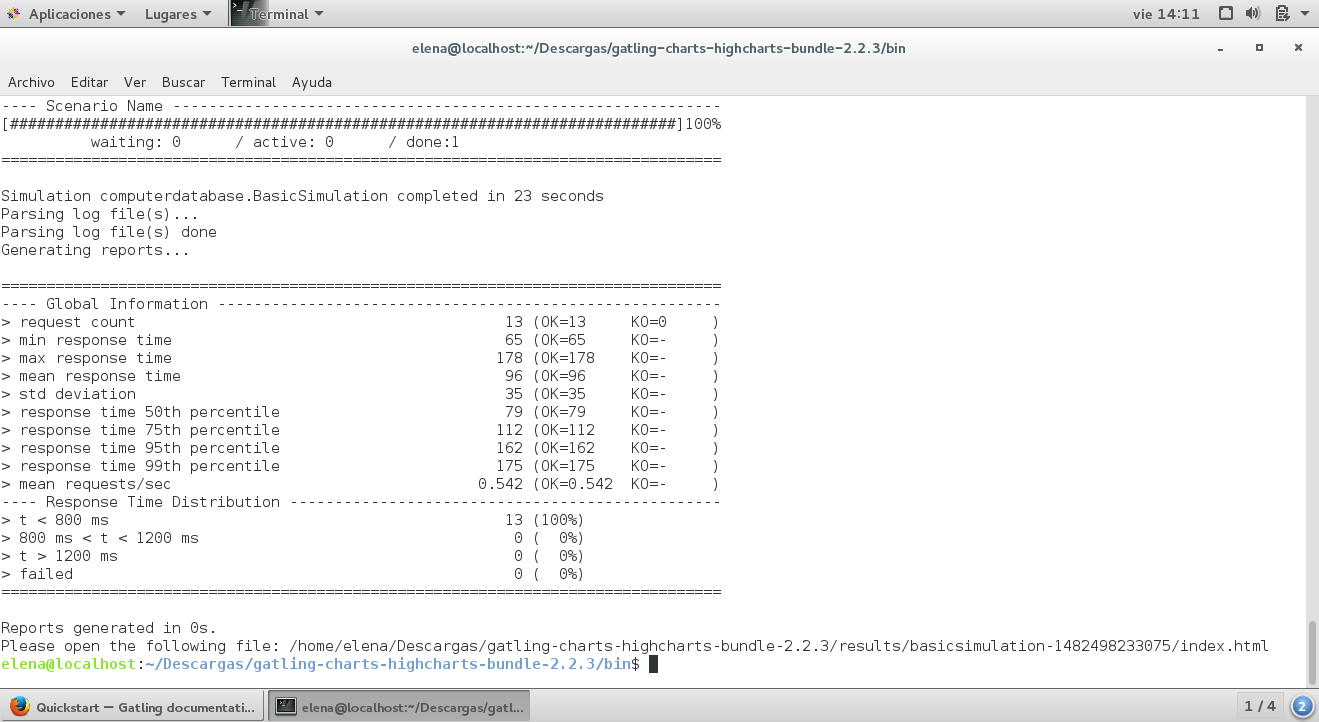 Aplicaciones Lugares Terminal vie 14:11
elena@localhost:~/Descargas/gatling-charts-highcharts-bundle-2.2.3/bin
Archivo Editar Ver Buscar Terminal Ayuda
---- Scenario Name -------------------------------------------------------------
[##########################################################################]100%
          waiting: 0      / active: 0      / done:1
================================================================================
Simulation computerdatabase.BasicSimulation completed in 23 seconds
Parsing log file(s)...
Parsing log file(s) done
Generating reports...
================================================================================
---- Global Information --------------------------------------------------------
> request count                                         13 (OK=13     KO=0     )
> min response time                                     65 (OK=65     KO=-     )
> max response time                                    178 (OK=178    KO=-     )
> mean response time                                    96 (OK=96     KO=-     )
> std deviation                                         35 (OK=35     KO=-     )
> response time 50th percentile                         79 (OK=79     KO=-     )
> response time 75th percentile                        112 (OK=112    KO=-     )
> response time 95th percentile                        162 (OK=162    KO=-     )
> response time 99th percentile                        175 (OK=175    KO=-     )
> mean requests/sec                                  0.542 (OK=0.542  KO=-     )
---- Response Time Distribution ------------------------------------------------
> t < 800 ms                                            13 (100%)
> 800 ms < t < 1200 ms                                   0 (  0%)
> t > 1200 ms                                            0 (  0%)
> failed                                                 0 (  0%)
================================================================================
Reports generated in 0s.
Please open the following file: /home/elena/Descargas/gatling-charts-highcharts-bundle-2.2.3/results/basicsimulation-1482498233075/index.html
elena@localhost:~/Descargas/gatling-charts-highcharts-bundle-2.2.3/bin$
Quickstart — Gatling documentati... elena@localhost:~/Descargas/gatl... 1 / 4 2